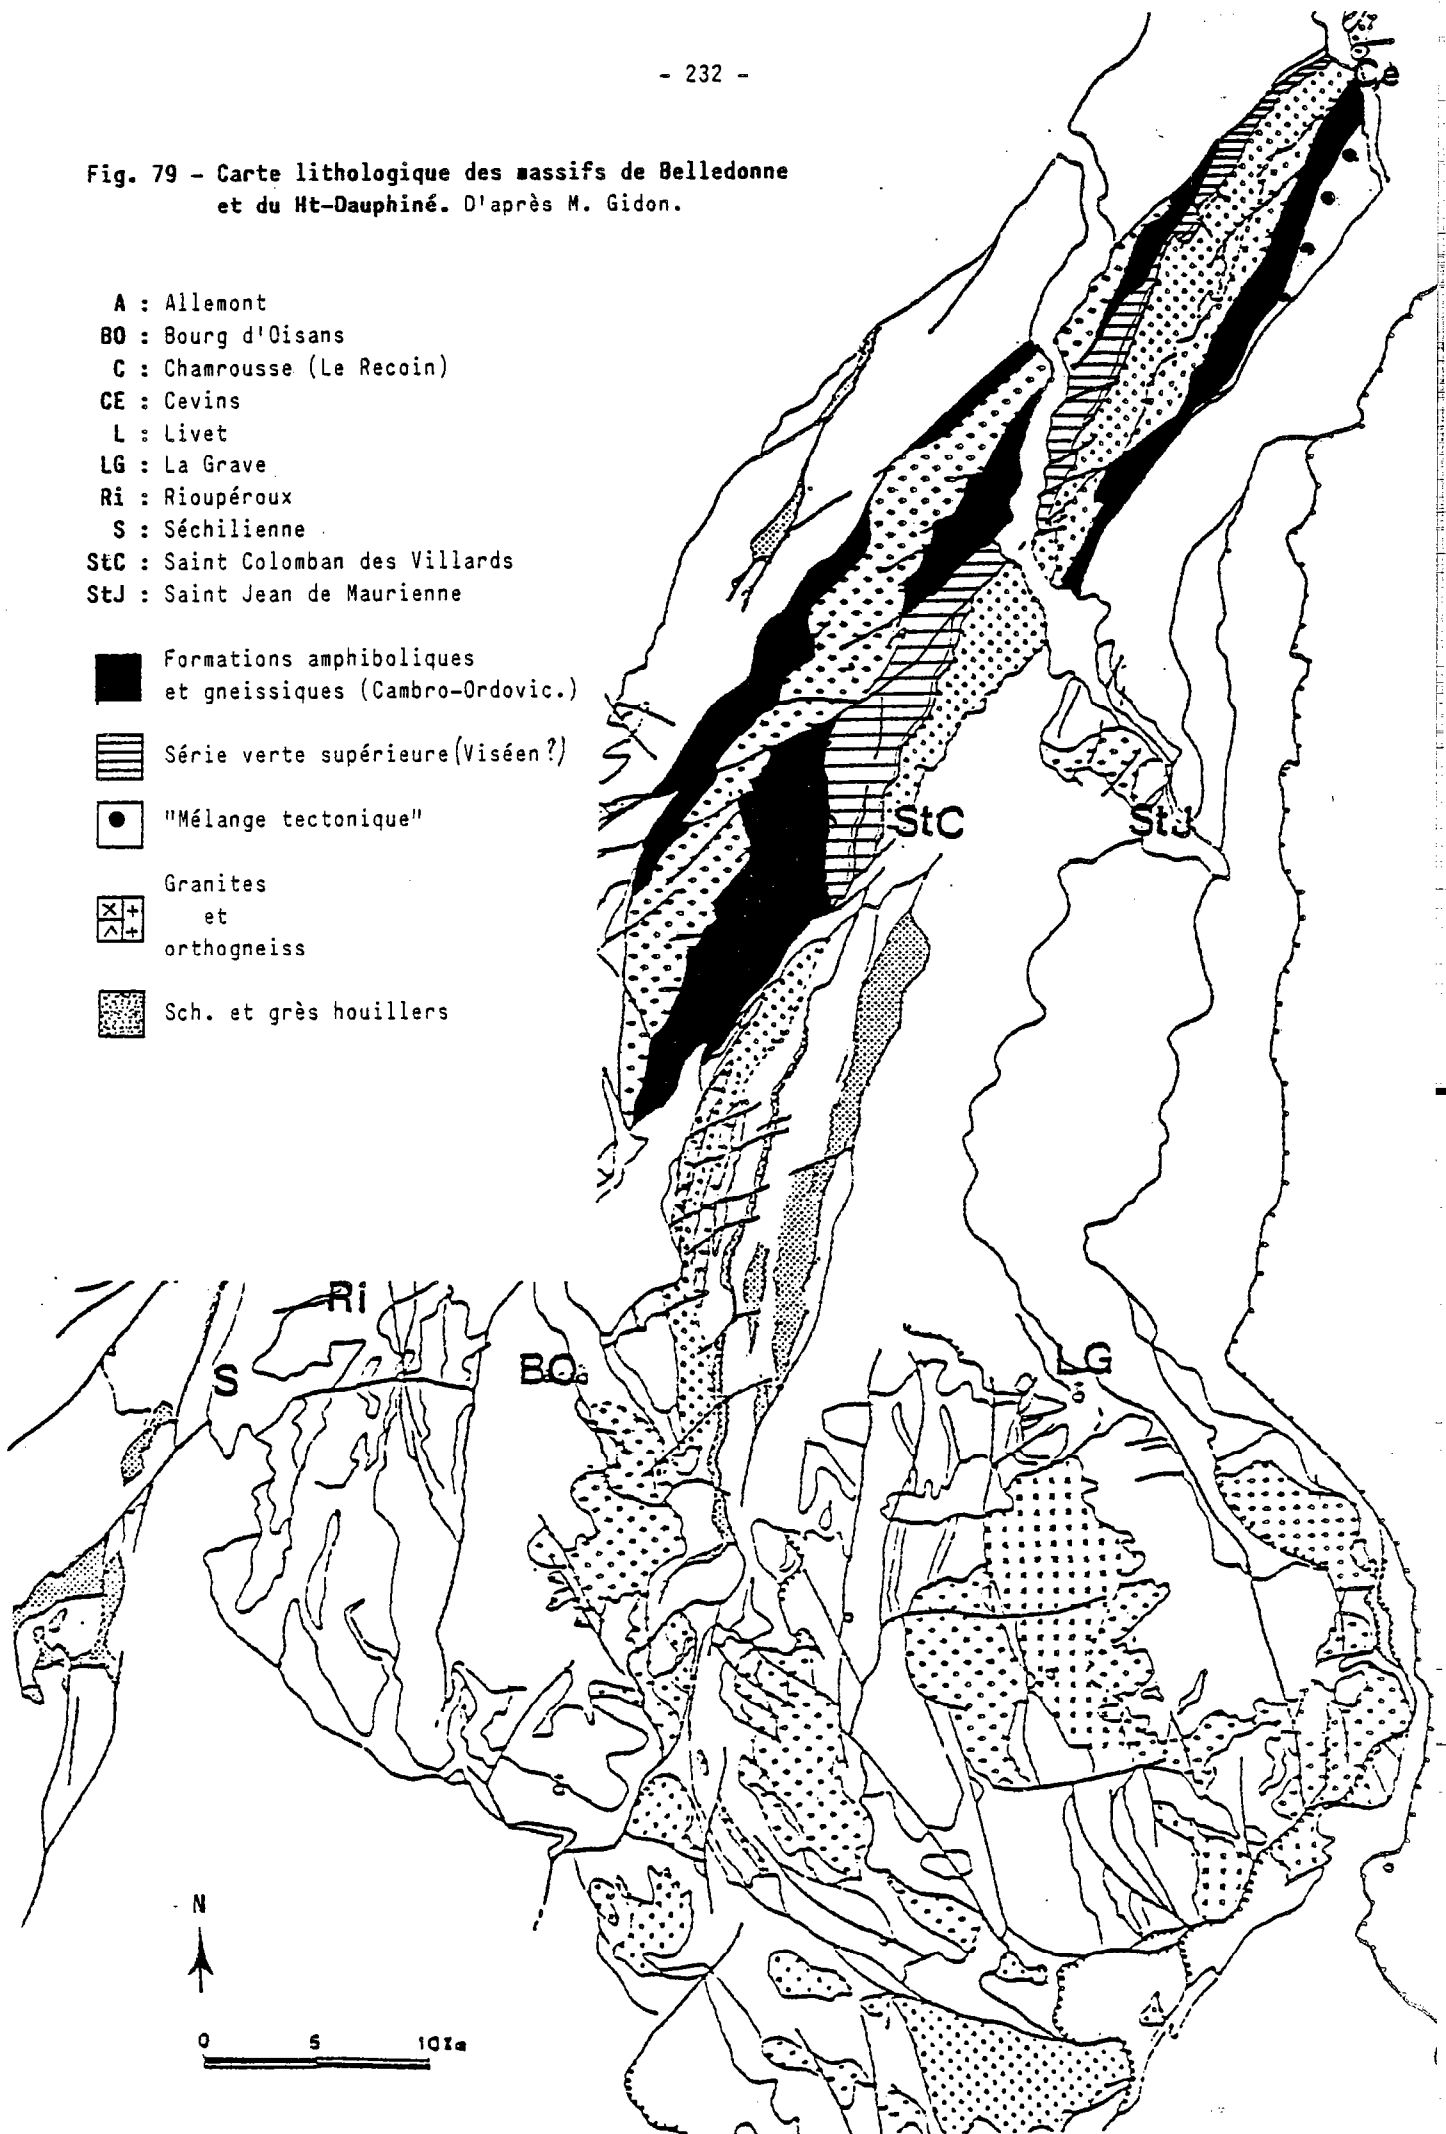 - 232 -
Fig. 79 - Carte lithologique des massifs de Belledonne
et du Ht-Dauphiné. D'après M. Gidon.
A : Allemont
BO : Bourg d'Oisans
C : Chamrousse (Le Recoin)
CE : Cevins
L : Livet
LG : La Grave
Ri : Rioupéroux
S : Séchilienne
StC : Saint Colomban des Villards
StJ : Saint Jean de Maurienne
Formations amphiboliques
et gneissiques (Cambro-Ordovic.)
Série verte supérieure (Viséen ?)
"Mélange tectonique"
Granites
et
orthogneiss
Sch. et grès houillers
Ce
StC
StJ
Ri
S
BO
LG
N
0 5 10 Km